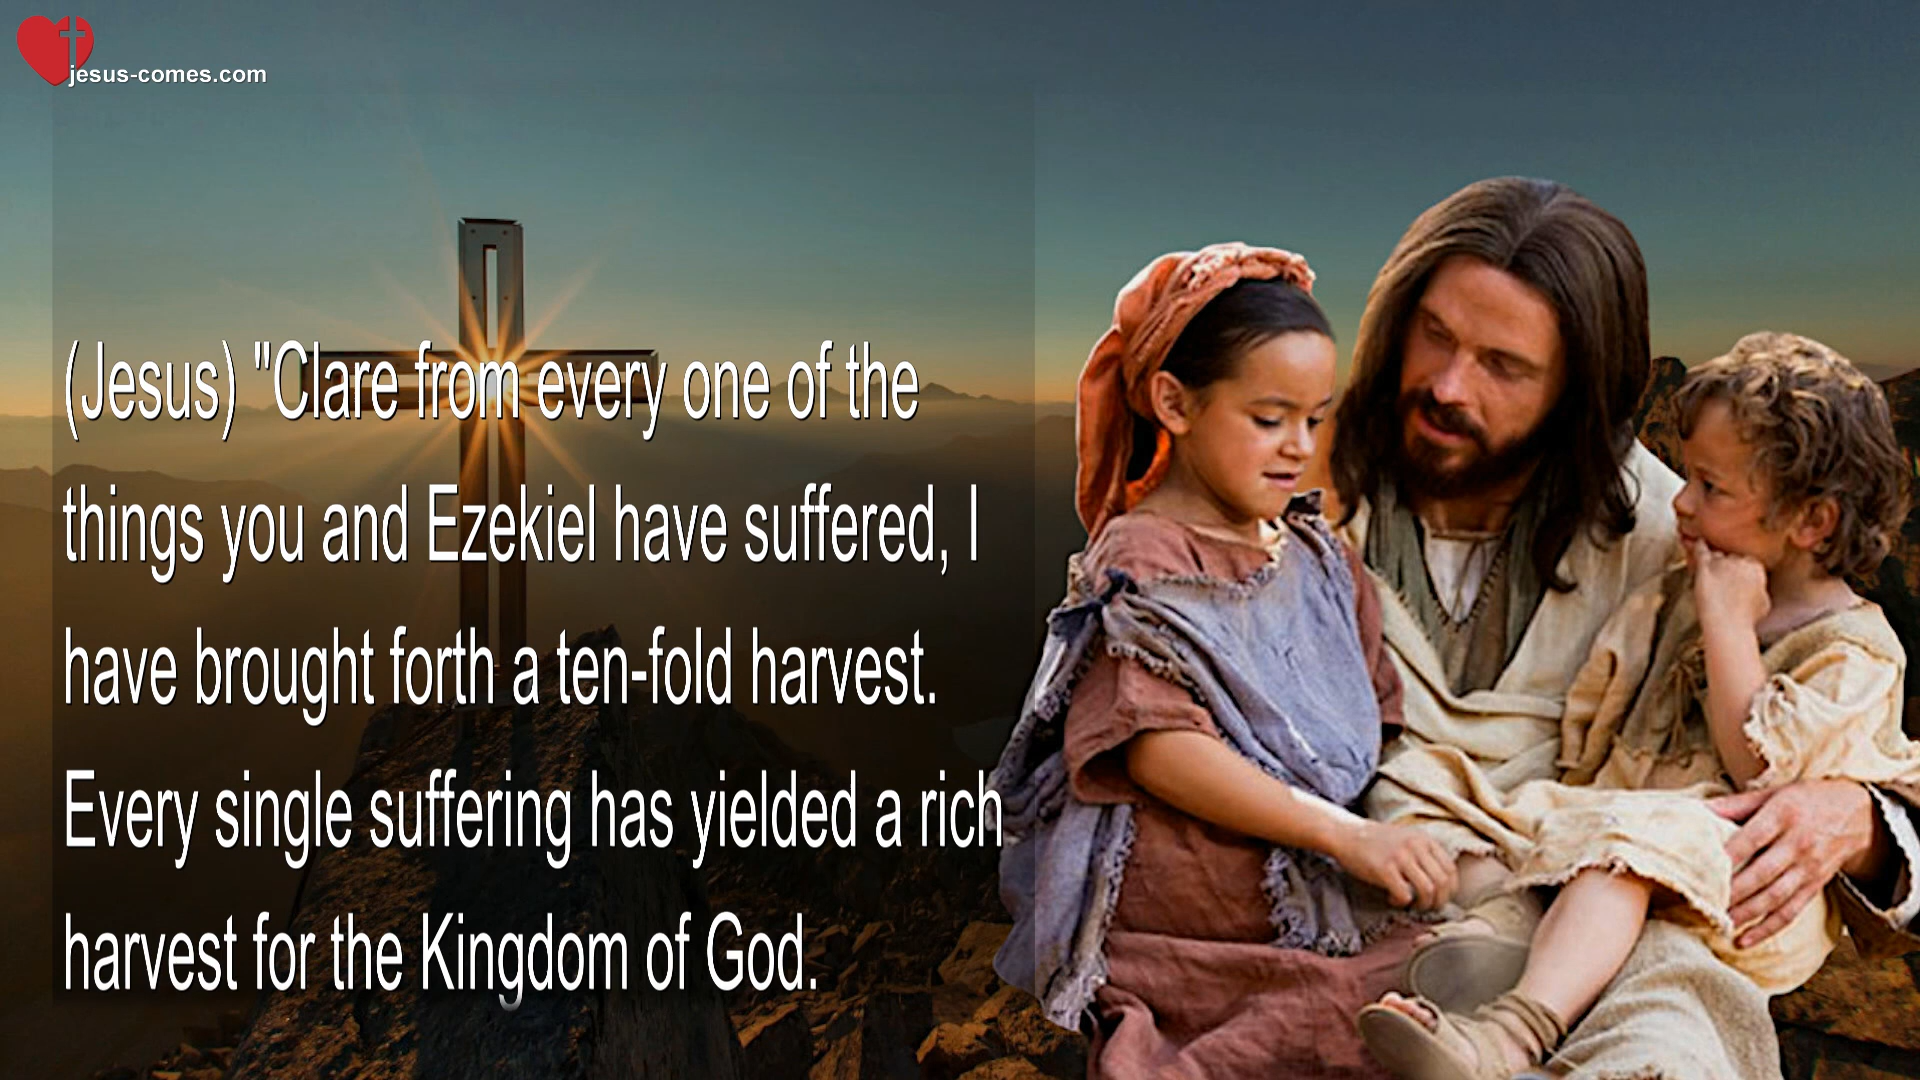 jesus-comes.com
(Jesus) "Clare from every one of the
things you and Ezekiel have suffered, I
have brought forth a ten-fold harvest.
Every single suffering has yielded a rich
harvest for the Kingdom of God.